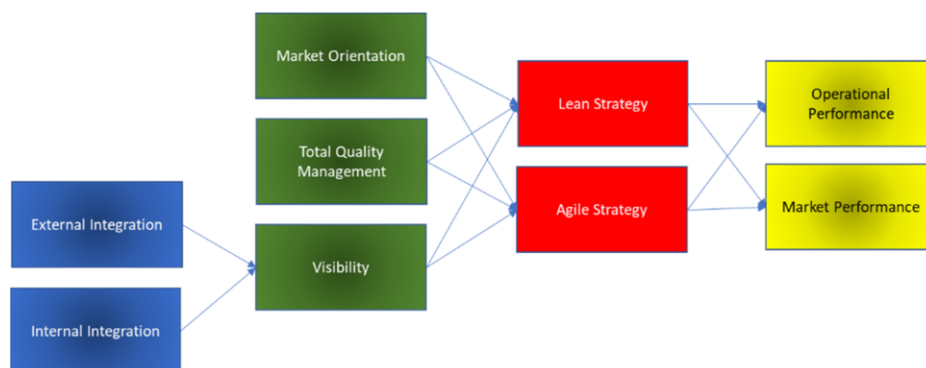 Market Orientation
Total Quality
Management
External Integration
Visibility
Internal Integration
Lean Strategy
Agile Strategy
Operational
Performance
Market Performance